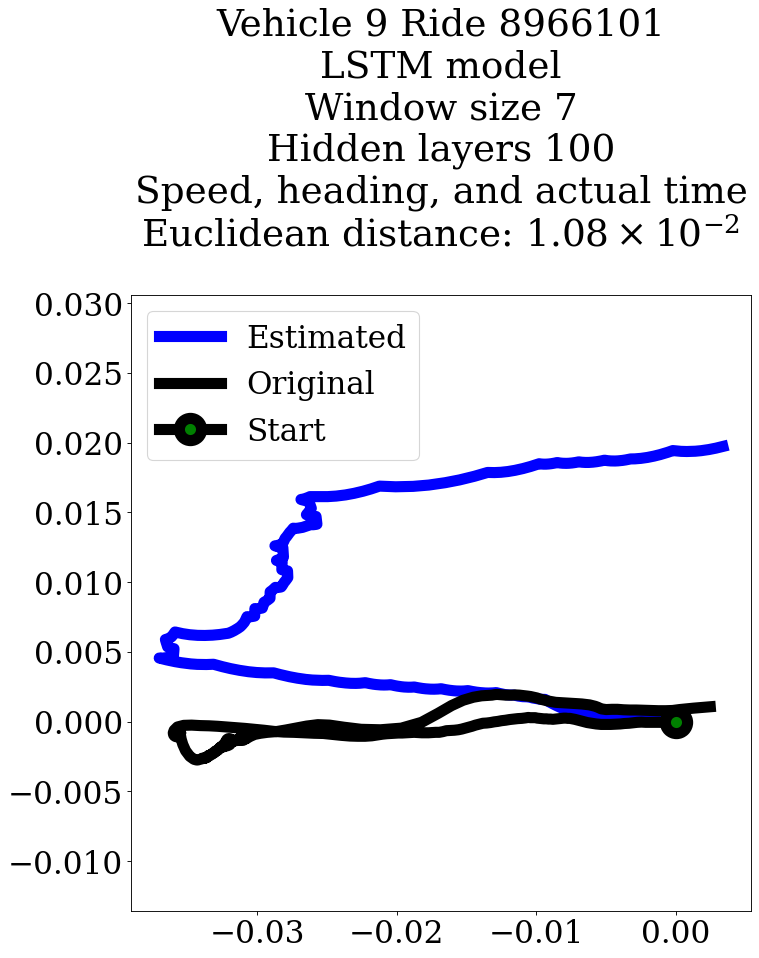 Vehicle 9 Ride 8966101
LSTM model
Window size 7
Hidden layers 100
Speed, heading, and actual time
Euclidean distance: 1.08 × 10⁻²
0.030
0.025
0.020
0.015
0.010
0.005
0.000
−0.005
−0.010
Estimated
Original
Start
−0.03 −0.02 −0.01 0.00